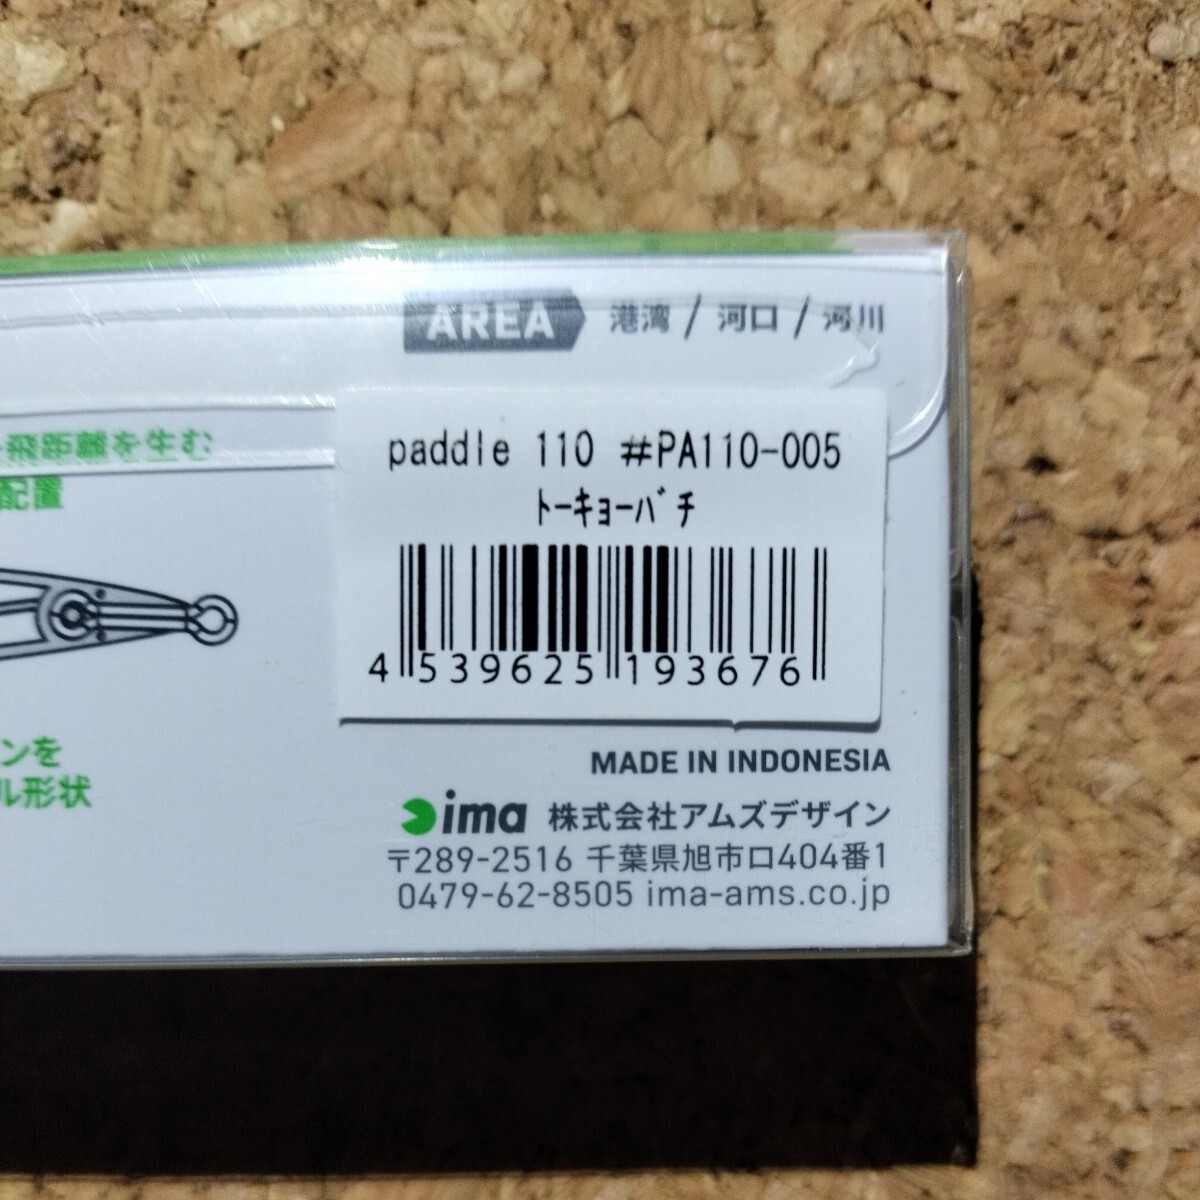 AREA 港湾 / 河口 / 河川
飛距離を生む
配置
paddle 110 #PA110-005
ﾄｰｷｮｰﾊﾞﾁ
4 539625 193676
ンを
ル形状
MADE IN INDONESIA
ima 株式会社アムズデザイン
〒289-2516 千葉県旭市ロ404番1
0479-62-8505 ima-ams.co.jp